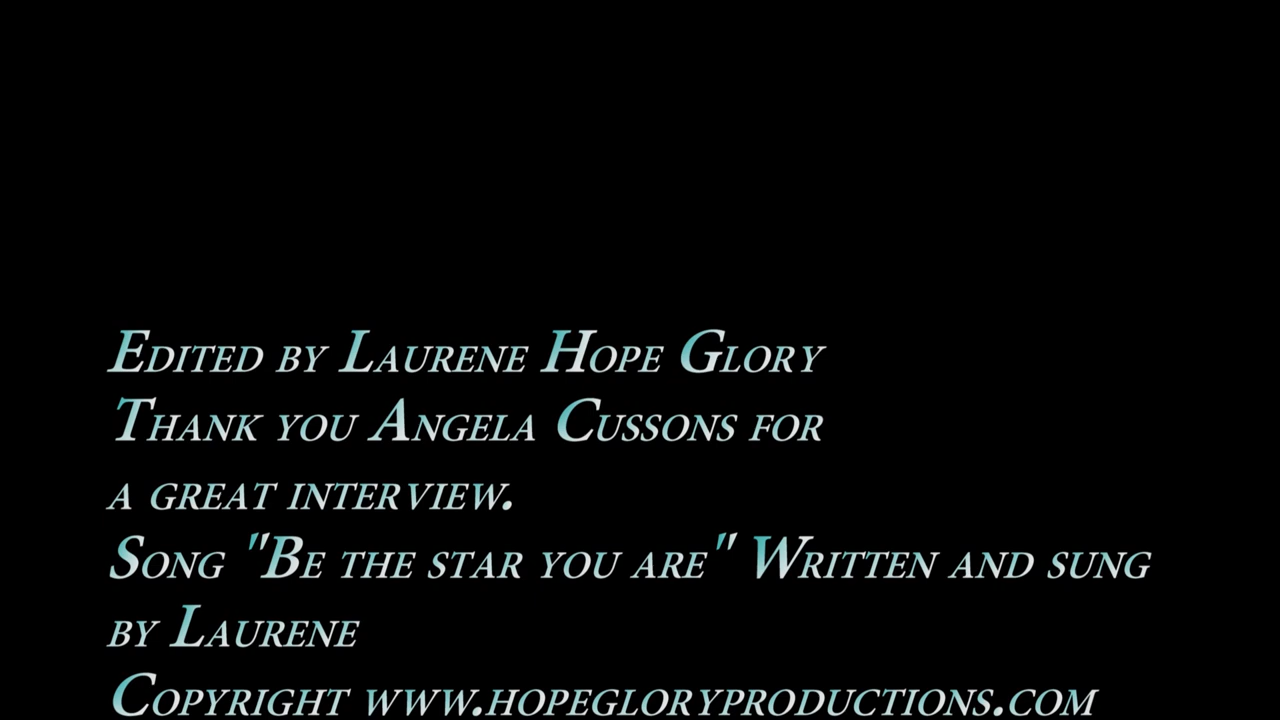 Edited by Laurene Hope Glory
Thank you Angela Cussons for
a great interview.
Song "Be the star you are" Written and sung
by Laurene
Copyright www.hopegloryproductions.com